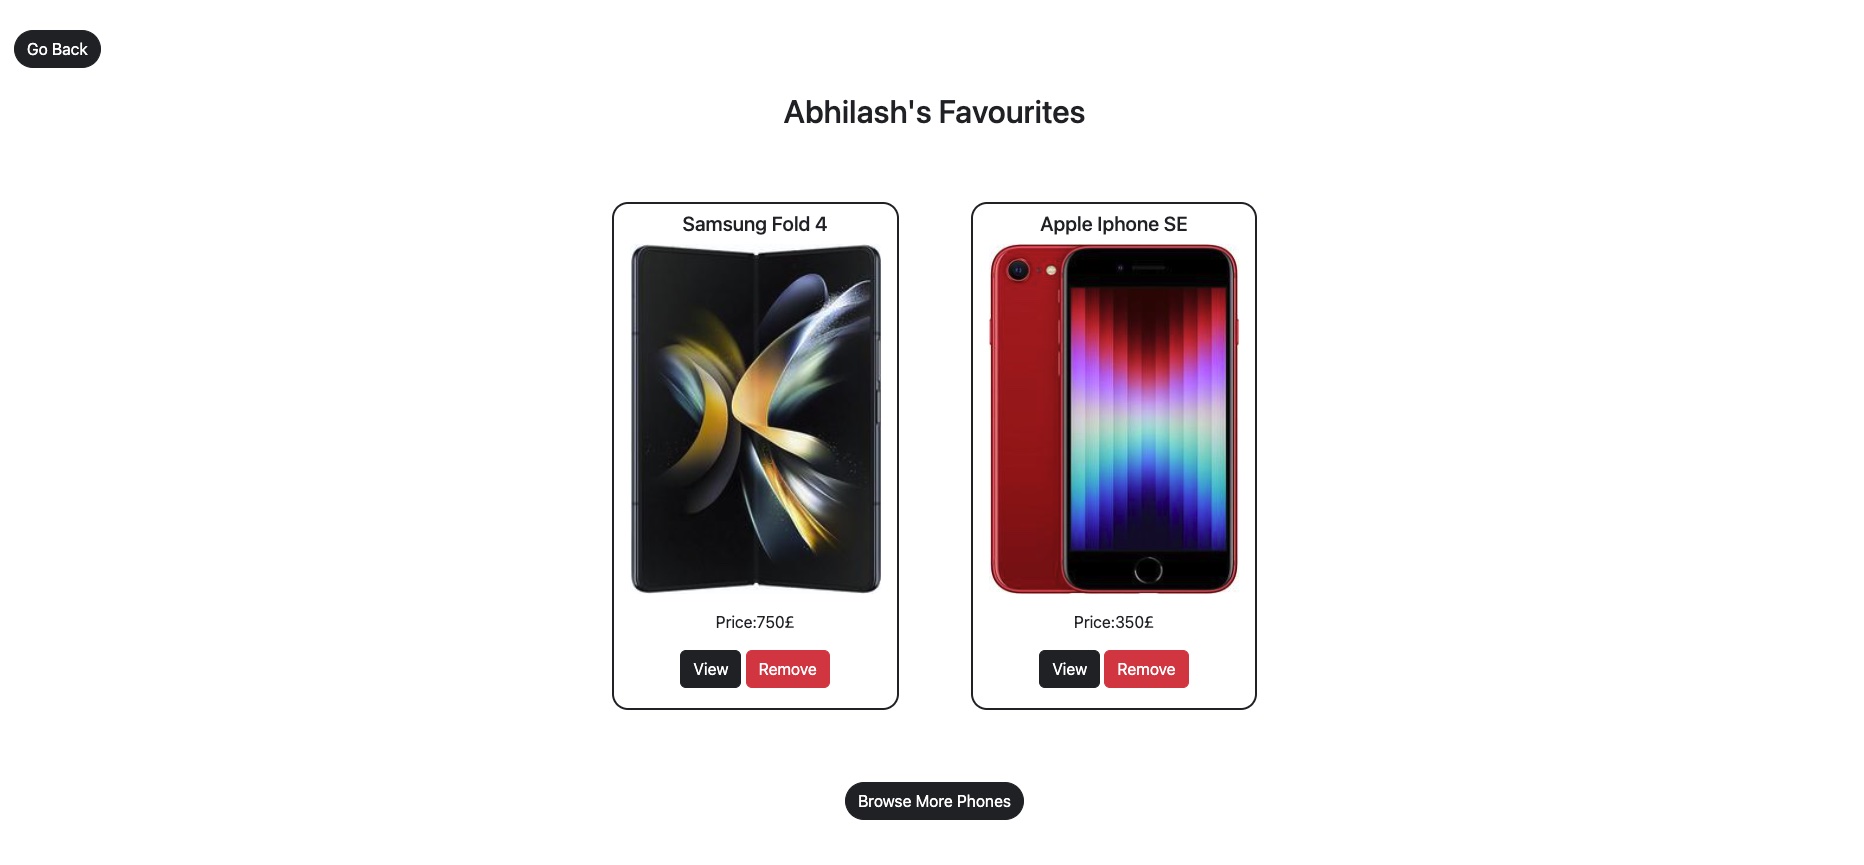 Go Back
Abhilash's Favourites
Samsung Fold 4
Price:750£
View Remove
Apple Iphone SE
Price:350£
View Remove
Browse More Phones